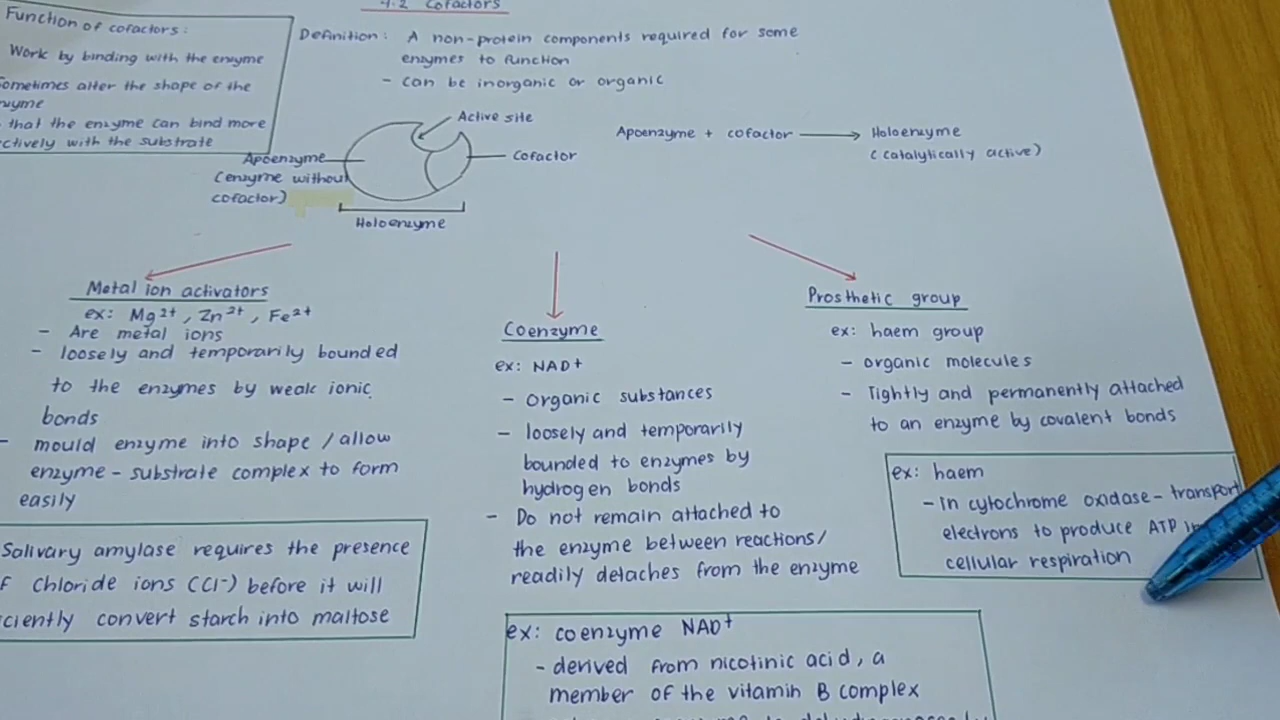 4.2 Cofactors
Function of cofactors:
Work by binding with the enzyme
Sometimes alter the shape of the
enzyme
that the enzyme can bind more
ctively with the substrate
Definition: A non-protein components required for some
enzymes to function
- can be inorganic or organic
Active site
Apoenzyme
(enzyme without
cofactor)
Cofactor
Holoenzyme
Apoenzyme + cofactor → Holoenzyme
(catalytically active)
Metal ion activators
ex: Mg²⁺, Zn²⁺, Fe²⁺
- Are metal ions
- loosely and temporarily bounded
to the enzymes by weak ionic
bonds
- mould enzyme into shape / allow
enzyme-substrate complex to form
easily
Salivary amylase requires the presence
f chloride ions (Cl⁻) before it will
ciently convert starch into maltose
Coenzyme
ex: NAD⁺
- organic substances
- loosely and temporarily
bounded to enzymes by
hydrogen bonds
- Do not remain attached to
the enzyme between reactions/
readily detaches from the enzyme
ex: coenzyme NAD⁺
- derived from nicotinic acid, a
member of the vitamin B complex
Prosthetic group
ex: haem group
- organic molecules
- Tightly and permanently attached
to an enzyme by covalent bonds
ex: haem
- In cytochrome oxidase - transport
electrons to produce ATP
cellular respiration